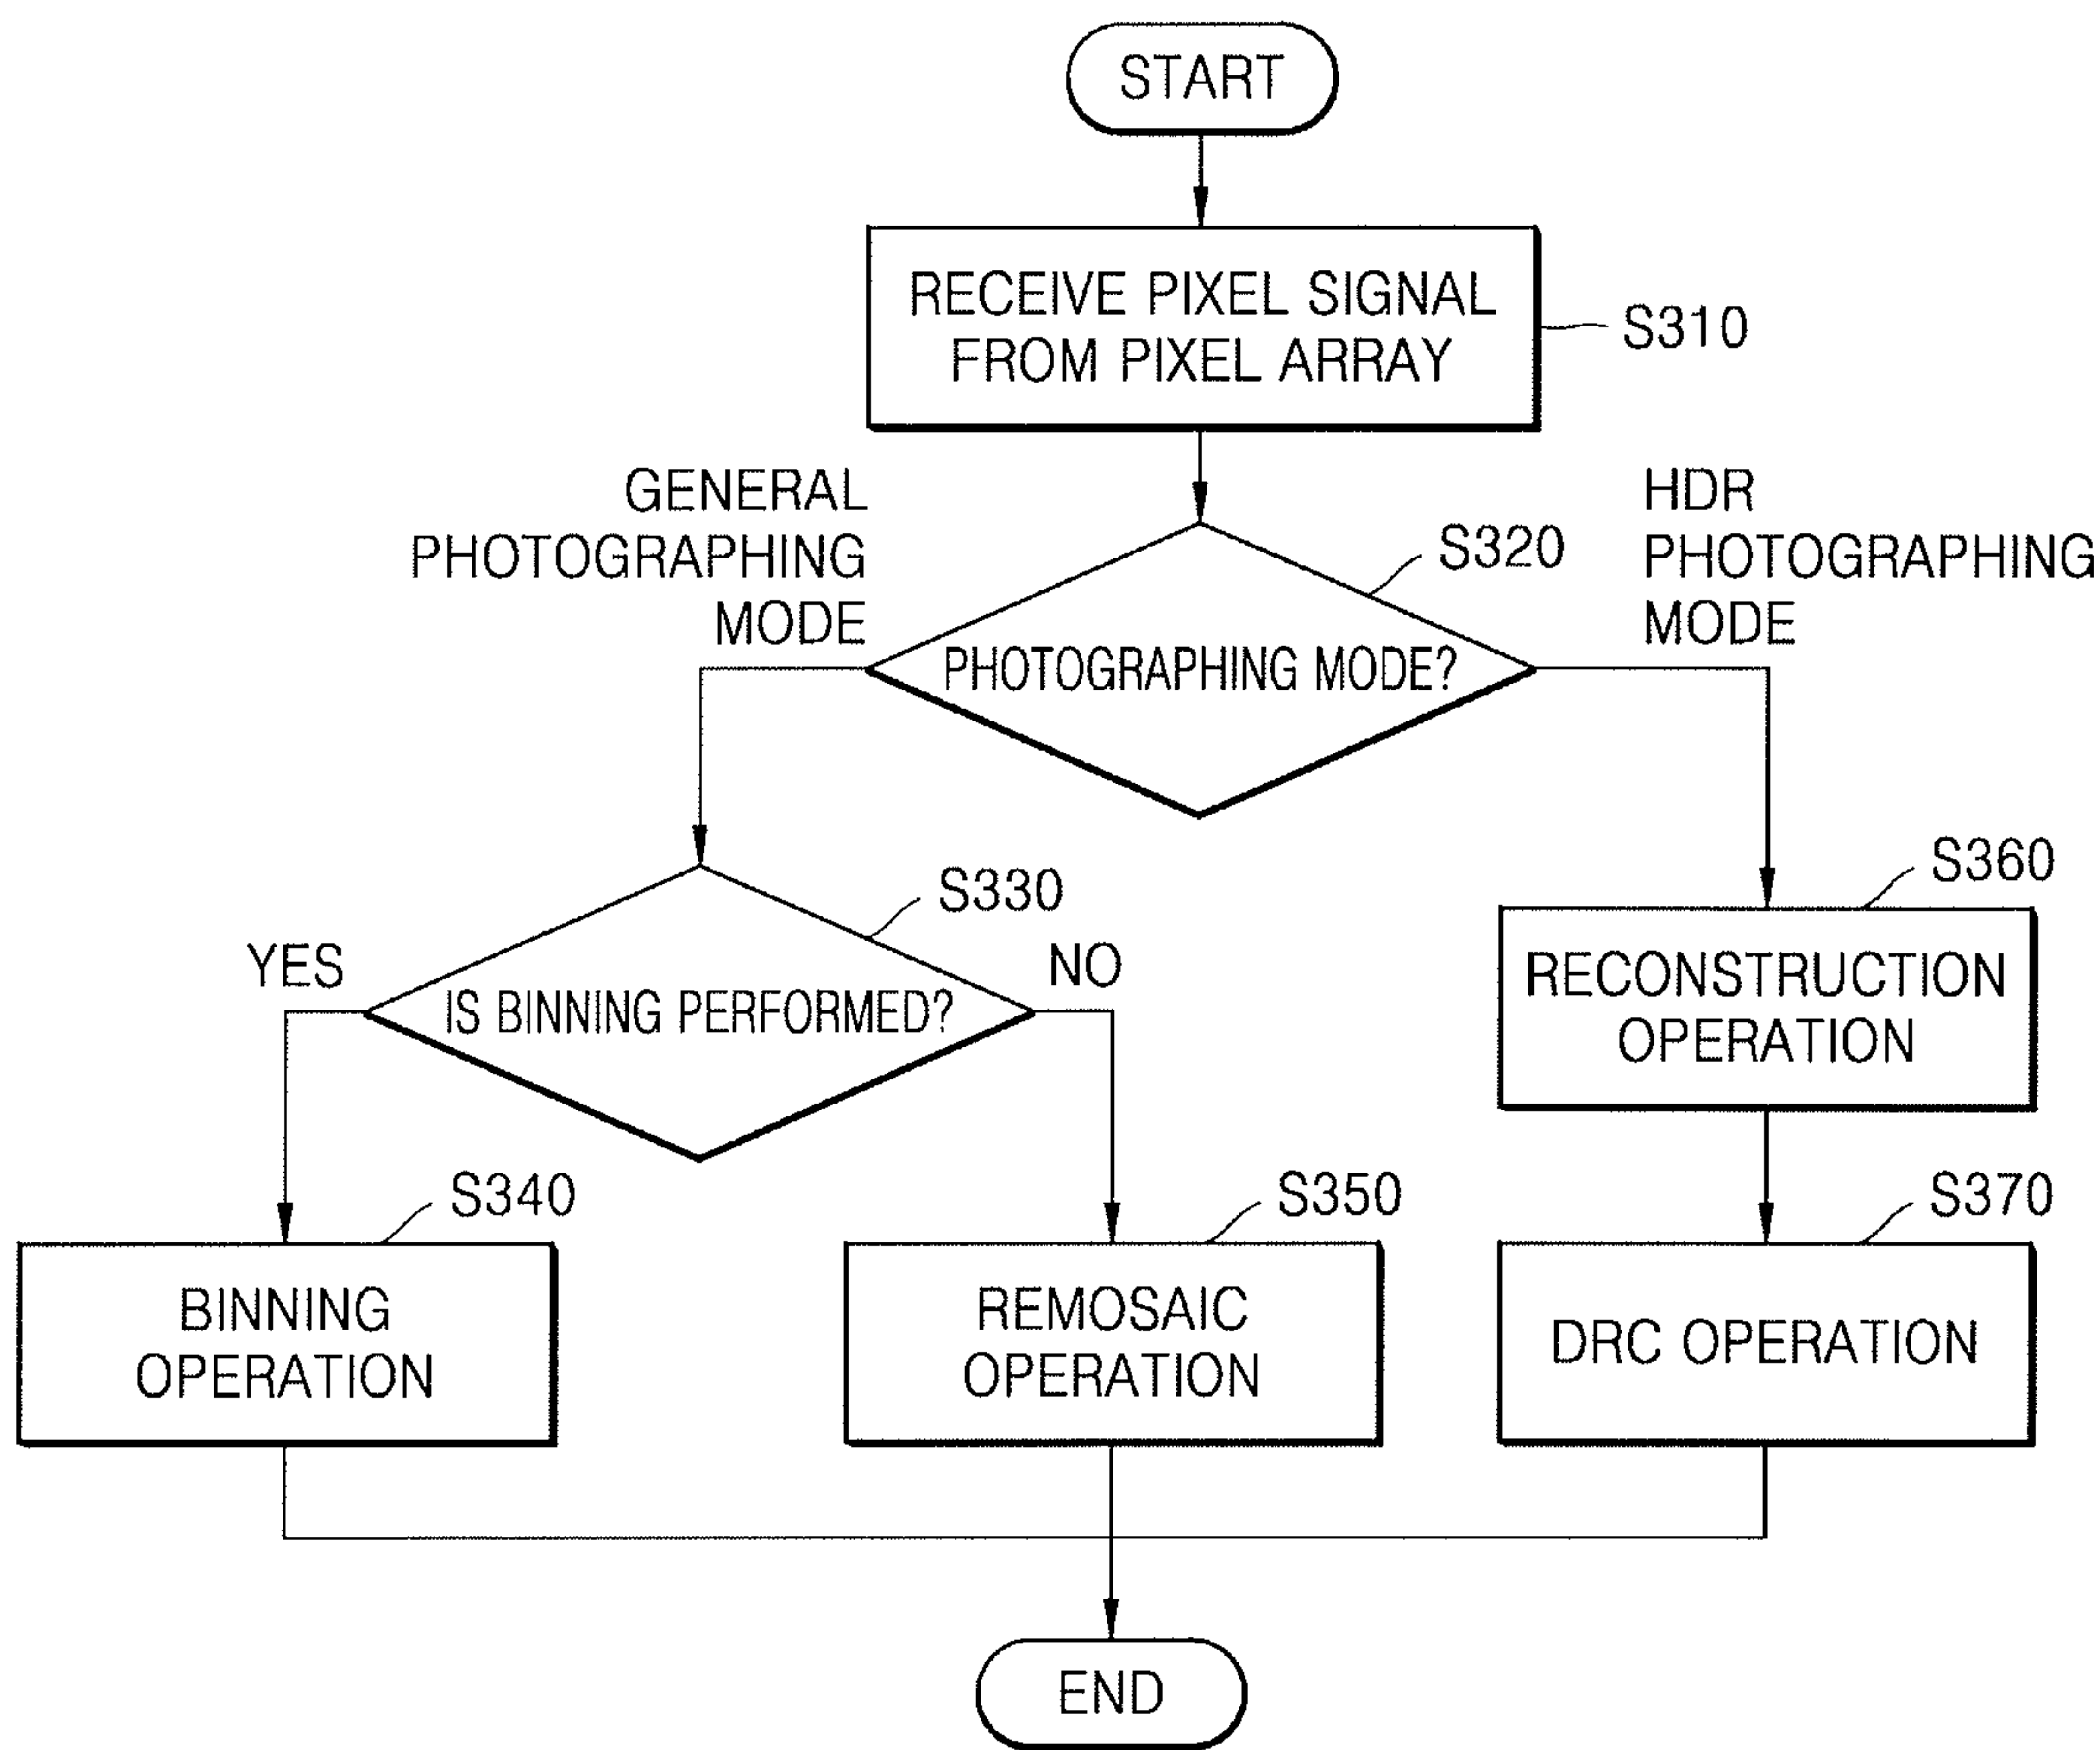 START
RECEIVE PIXEL SIGNAL
FROM PIXEL ARRAY
S310
GENERAL
PHOTOGRAPHING
MODE
HDR
PHOTOGRAPHING
MODE
S320
PHOTOGRAPHING MODE?
S330
YES
NO
IS BINNING PERFORMED?
S360
RECONSTRUCTION
OPERATION
S340
BINNING
OPERATION
S350
REMOSAIC
OPERATION
S370
DRC OPERATION
END